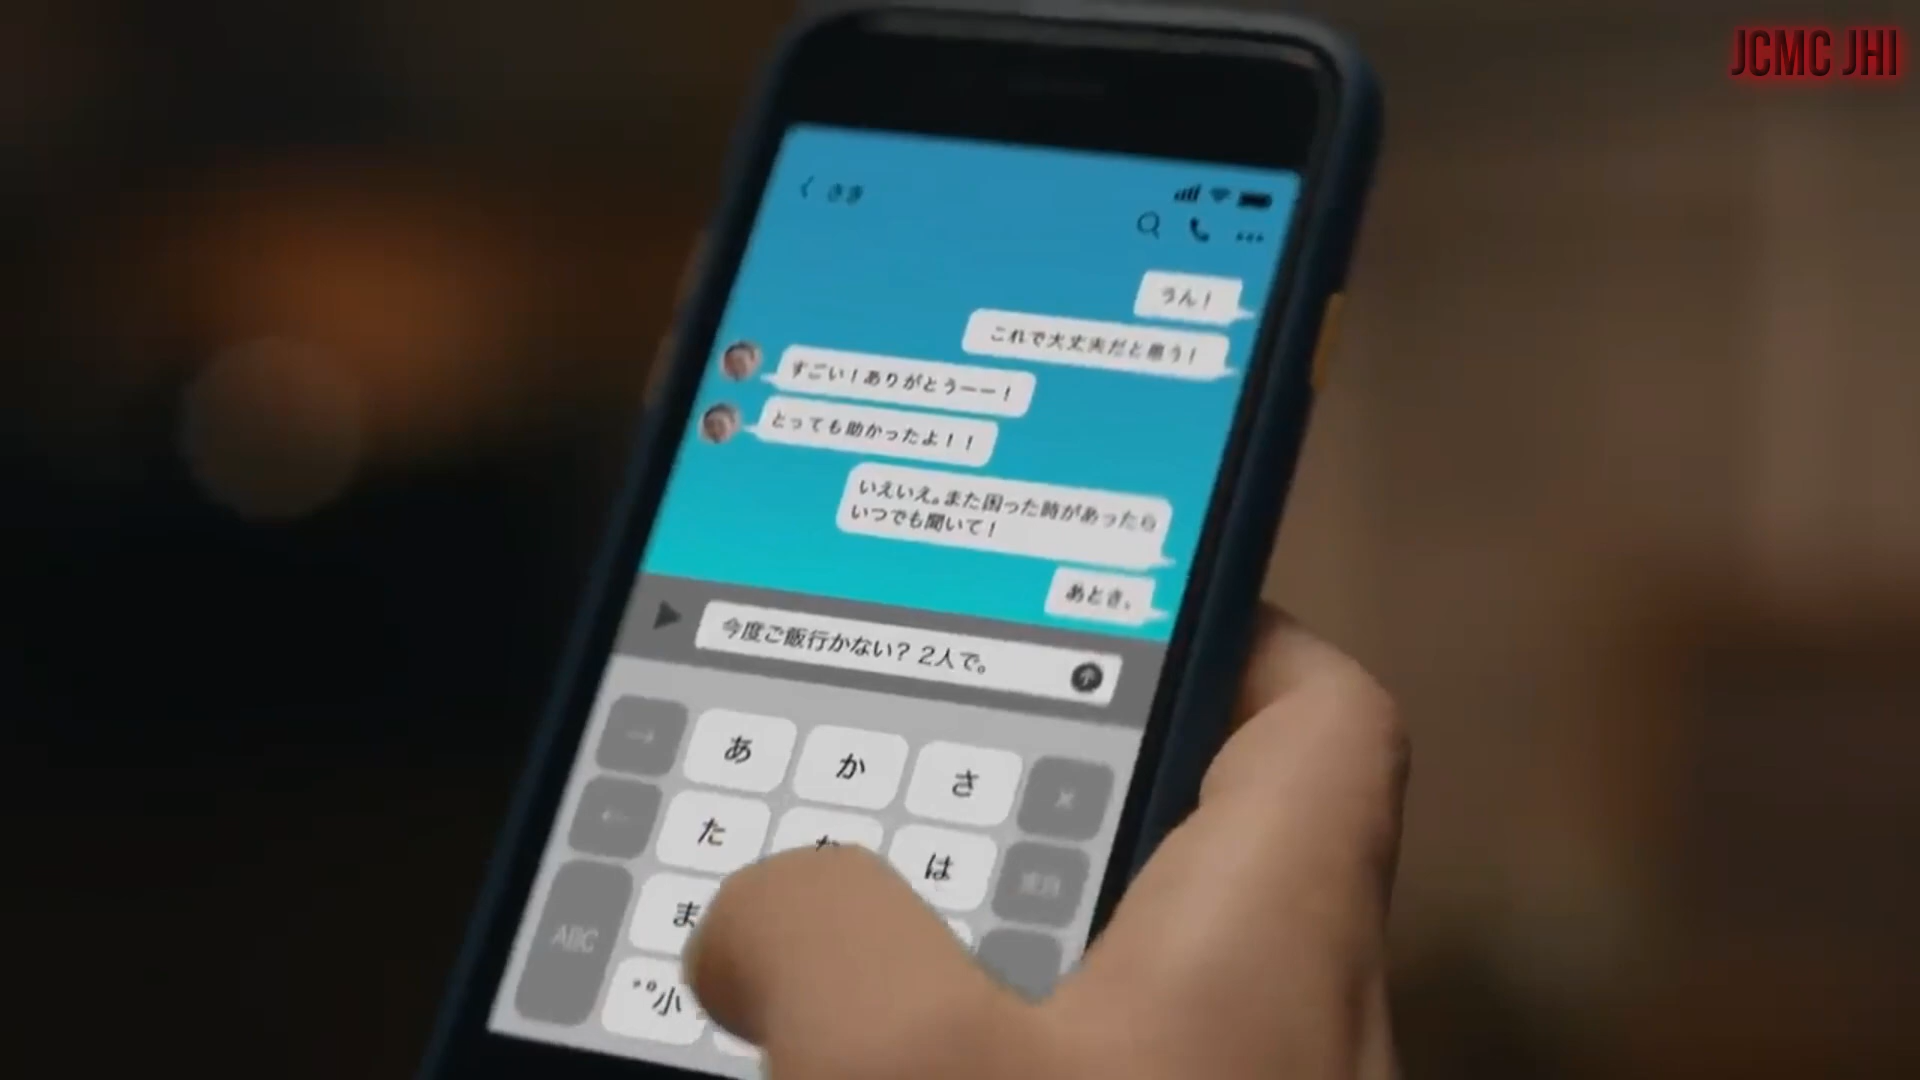 JCMC JHI
さき
うん！
これで大丈夫だと思う！
すごい！ありがとうーー！
とっても助かったよ！！
いえいえ。また困った時があったら
いつでも聞いて！
あとさ、
今度ご飯行かない？2人で。
あ
か
さ
た
は
ま
ABC
小